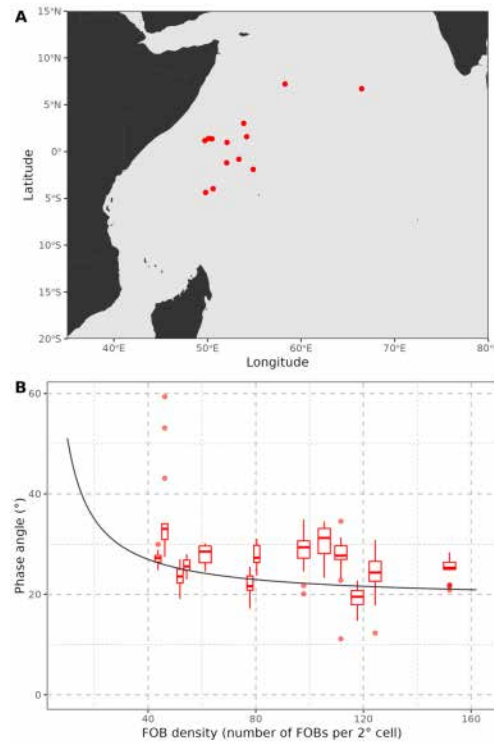 A
15°N
10°N
5°N
0°
5°S
10°S
15°S
20°S
Latitude
40°E 50°E 60°E 70°E 80°E
Longitude
B
60
40
20
0
Phase angle (°)
40 80 120 160
FOB density (number of FOBs per 2° cell)